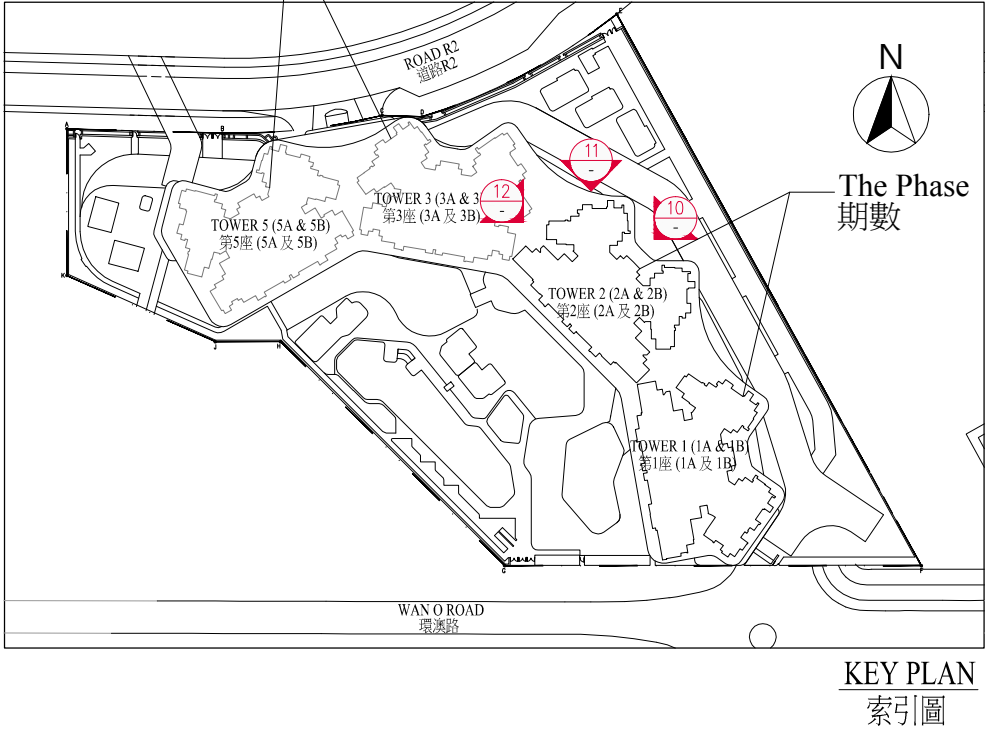 ROAD R2
道路R2
N
11
-
The Phase
期數
12
-
TOWER 3 (3A & 3
第3座 (3A 及 3B)
10
-
TOWER 5 (5A & 5B)
第5座 (5A 及 5B)
TOWER 2 (2A & 2B)
第2座 (2A 及 2B)
TOWER 1 (1A & 1B)
第1座 (1A 及 1B)
WAN O ROAD
環澳路
KEY PLAN
索引圖